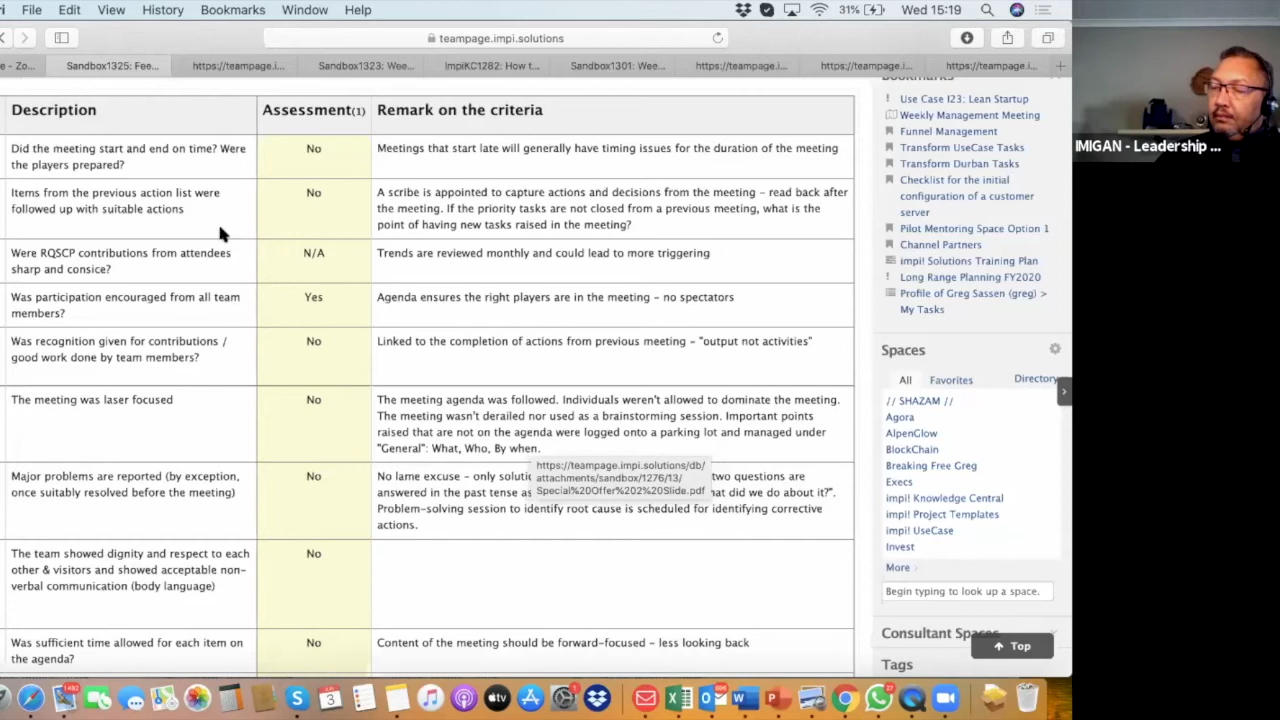 File Edit View History Bookmarks Window Help
31% Wed 15:19
teampage.impi.solutions
Sandbox1325: Fee...
https://teampage.i...
Sandbox1323: Wee...
ImpiKC1282: How t...
Sandbox1301: Wee...
https://teampage.i...
https://teampage.i...
https://teampage.i...
Description
Assessment(1)
Remark on the criteria
Did the meeting start and end on time? Were
the players prepared?
No
Meetings that start late will generally have timing issues for the duration of the meeting
Items from the previous action list were
followed up with suitable actions
No
A scribe is appointed to capture actions and decisions from the meeting – read back after
the meeting. If the priority tasks are not closed from a previous meeting, what is the
point of having new tasks raised in the meeting?
Were RQSCP contributions from attendees
sharp and consice?
N/A
Trends are reviewed monthly and could lead to more triggering
Was participation encouraged from all team
members?
Yes
Agenda ensures the right players are in the meeting – no spectators
Was recognition given for contributions /
good work done by team members?
No
Linked to the completion of actions from previous meeting – "output not activities"
The meeting was laser focused
No
The meeting agenda was followed. Individuals weren't allowed to dominate the meeting.
The meeting wasn't derailed nor used as a brainstorming session. Important points
raised that are not on the agenda were logged onto a parking lot and managed under
"General": What, Who, By when.
Major problems are reported (by exception,
once suitably resolved before the meeting)
No
No lame excuse – only two questions are
answered in the past tense as did we do about it?".
Problem-solving session to identify root cause is scheduled for identifying corrective
actions.
https://teampage.impi.solutions/db/
attachments/sandbox/1276/13/
Special%20Offer%202%20Slide.pdf
The team showed dignity and respect to each
other & visitors and showed acceptable non-
verbal communication (body language)
No
Was sufficient time allowed for each item on
the agenda?
No
Content of the meeting should be forward-focused – less looking back
Bookmarks
Use Case I23: Lean Startup
Weekly Management Meeting
Funnel Management
Transform UseCase Tasks
Transform Durban Tasks
Checklist for the initial
configuration of a customer
server
Pilot Mentoring Space Option 1
Channel Partners
impi! Solutions Training Plan
Long Range Planning FY2020
Profile of Greg Sassen (greg) >
My Tasks
Spaces
All Favorites Directory
// SHAZAM //
Agora
AlpenGlow
BlockChain
Breaking Free Greg
Execs
impi! Knowledge Central
impi! Project Templates
impi! UseCase
Invest
More
Begin typing to look up a space.
Consultant Spaces
Top
Tags
IMIGAN - Leadership ...